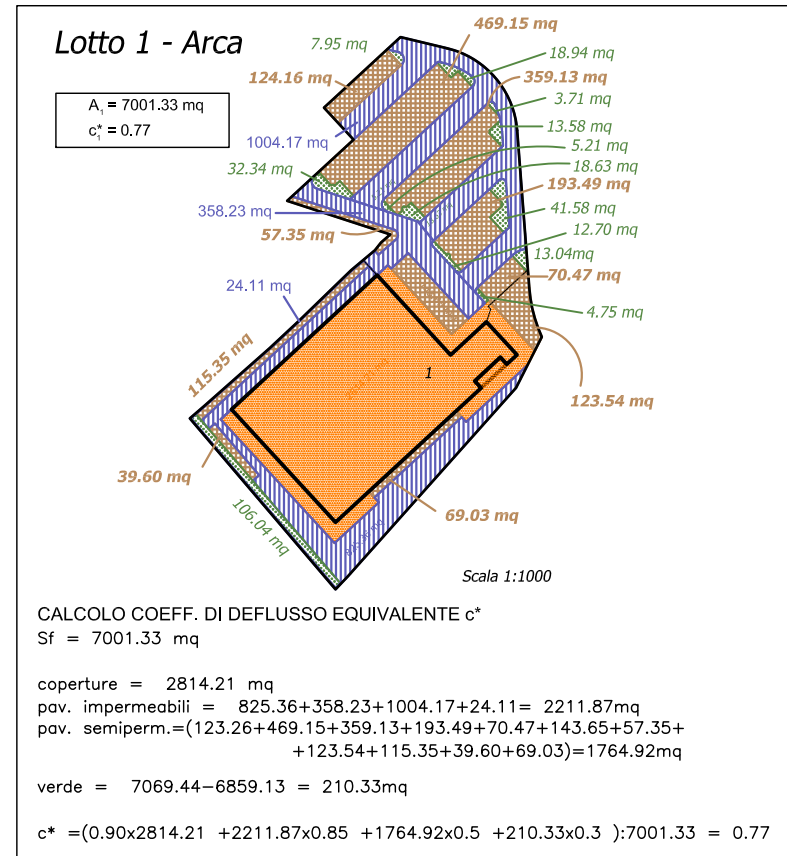 Lotto 1 - Arca
A₁ = 7001.33 mq
c*₁ = 0.77
7.95 mq
469.15 mq
18.94 mq
124.16 mq
359.13 mq
3.71 mq
1004.17 mq
13.58 mq
5.21 mq
32.34 mq
18.63 mq
193.49 mq
358.23 mq
41.58 mq
57.35 mq
12.70 mq
13.04mq
70.47 mq
24.11 mq
4.75 mq
1
115.35 mq
2814.21 mq
123.54 mq
39.60 mq
69.03 mq
106.04 mq
825.36 mq
Scala 1:1000
CALCOLO COEFF. DI DEFLUSSO EQUIVALENTE c*
Sf = 7001.33 mq
coperture = 2814.21 mq
pav. impermeabili = 825.36+358.23+1004.17+24.11= 2211.87mq
pav. semiperm.=(123.26+469.15+359.13+193.49+70.47+143.65+57.35+
+123.54+115.35+39.60+69.03)=1764.92mq
verde = 7069.44-6859.13 = 210.33mq
c* =(0.90x2814.21 +2211.87x0.85 +1764.92x0.5 +210.33x0.3 ):7001.33 = 0.77